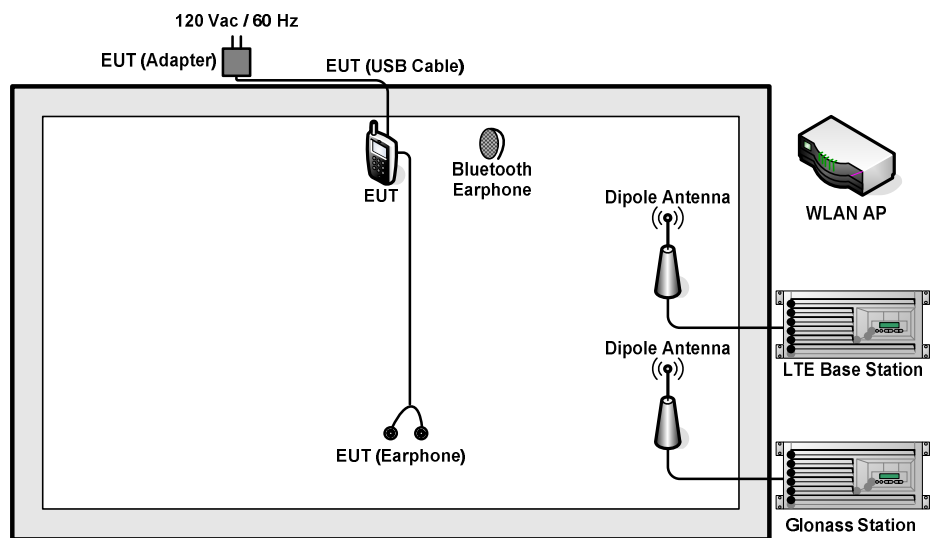 120 Vac / 60 Hz
EUT (Adapter)
EUT (USB Cable)
EUT
Bluetooth
Earphone
Dipole Antenna
WLAN AP
LTE Base Station
Dipole Antenna
EUT (Earphone)
Glonass Station